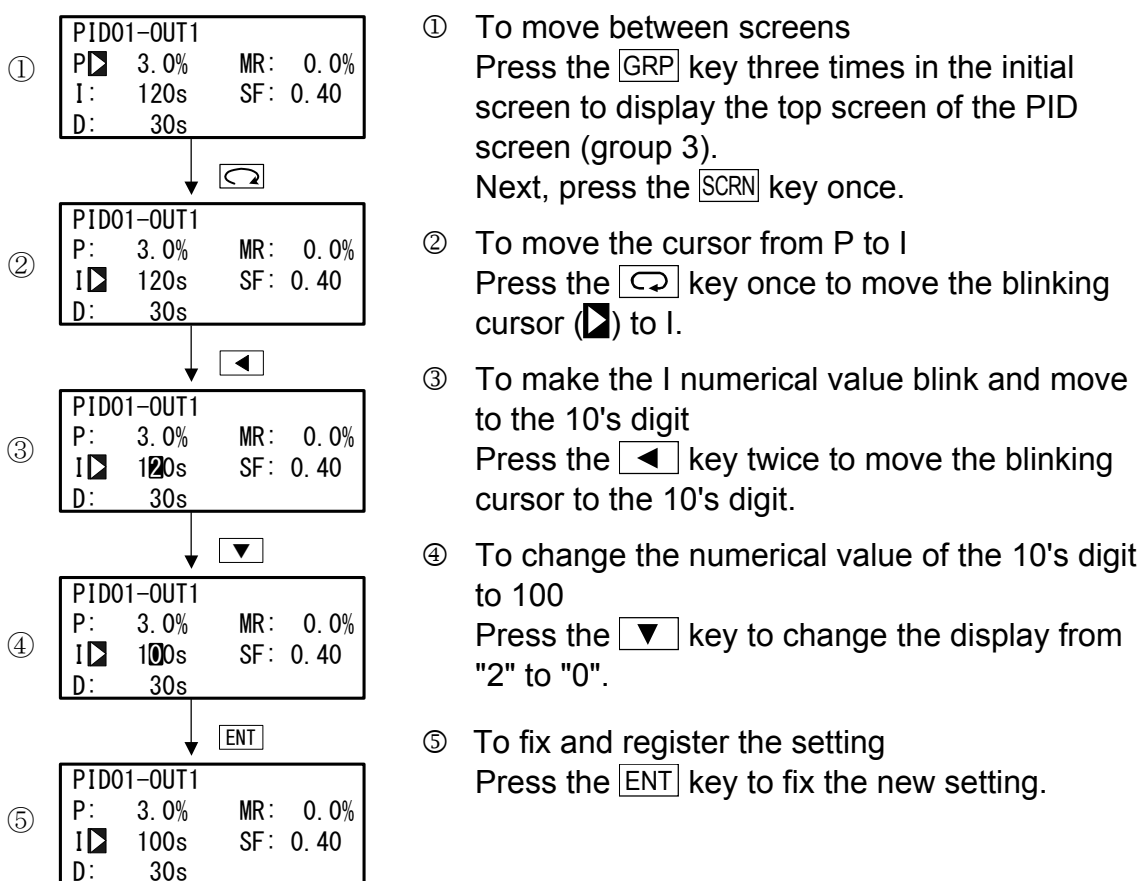 ①
PID01-OUT1
P 3.0% MR: 0.0%
I: 120s SF: 0.40
D: 30s
②
PID01-OUT1
P: 3.0% MR: 0.0%
I 120s SF: 0.40
D: 30s
③
PID01-OUT1
P: 3.0% MR: 0.0%
I 120s SF: 0.40
D: 30s
④
PID01-OUT1
P: 3.0% MR: 0.0%
I 100s SF: 0.40
D: 30s
ENT
⑤
PID01-OUT1
P: 3.0% MR: 0.0%
I 100s SF: 0.40
D: 30s
① To move between screens
Press the GRP key three times in the initial
screen to display the top screen of the PID
screen (group 3).
Next, press the SCRN key once.
② To move the cursor from P to I
Press the key once to move the blinking
cursor ( ) to I.
③ To make the I numerical value blink and move
to the 10's digit
Press the ◀ key twice to move the blinking
cursor to the 10's digit.
④ To change the numerical value of the 10's digit
to 100
Press the ▼ key to change the display from
"2" to "0".
⑤ To fix and register the setting
Press the ENT key to fix the new setting.